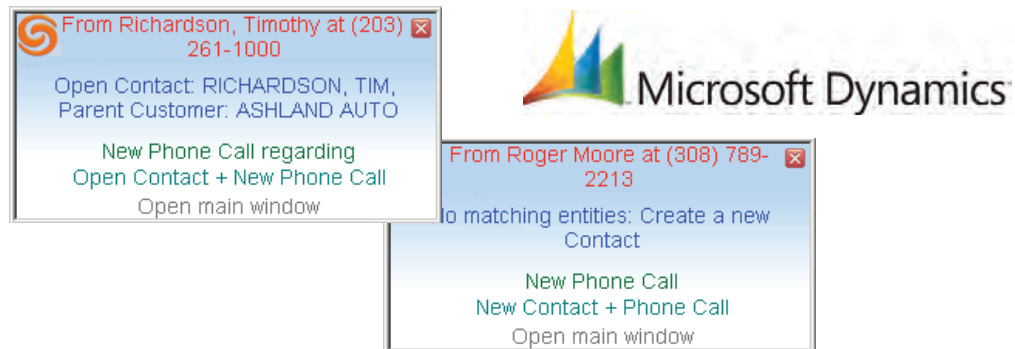 From Richardson, Timothy at (203)
261-1000
Open Contact: RICHARDSON, TIM,
Parent Customer: ASHLAND AUTO
New Phone Call regarding
Open Contact + New Phone Call
Open main window
Microsoft Dynamics
From Roger Moore at (308) 789-
2213
matching entities: Create a new
Contact
New Phone Call
New Contact + Phone Call
Open main window